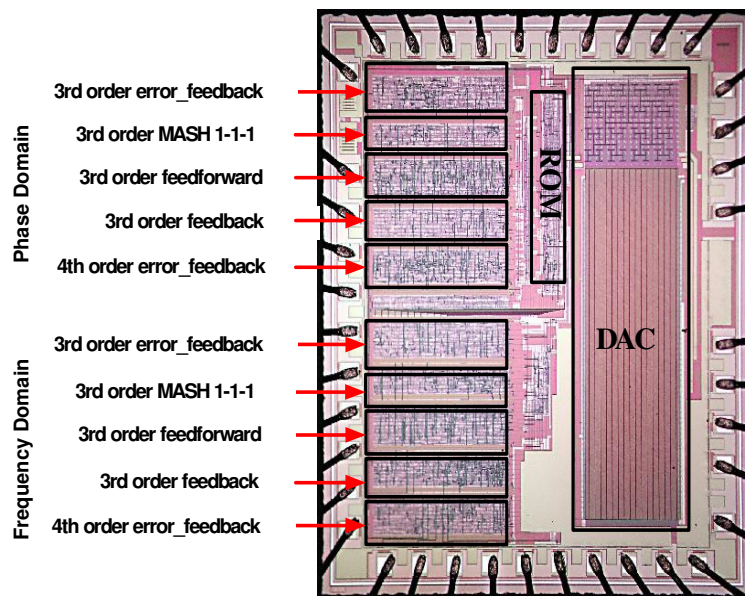 Phase Domain
3rd order error_feedback
3rd order MASH 1-1-1
3rd order feedforward
3rd order feedback
4th order error_feedback
Frequency Domain
3rd order error_feedback
3rd order MASH 1-1-1
3rd order feedforward
3rd order feedback
4th order error_feedback
ROM
DAC